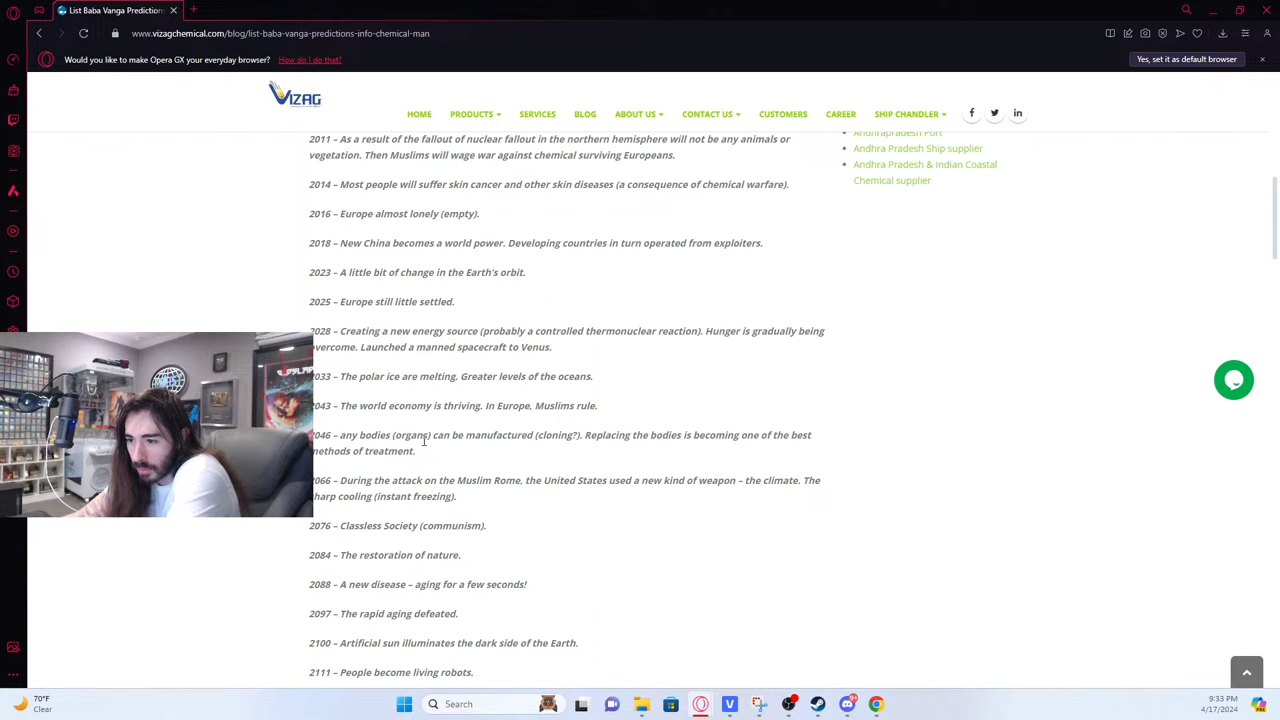 List Baba Vanga Prediction
www.vizagchemical.com/blog/list-baba-vanga-predictions-info-chemical-man
Would you like to make Opera GX your everyday browser? How do I do that?
Yes, set it as default browser
VIZAG
HOME PRODUCTS SERVICES BLOG ABOUT US CONTACT US CUSTOMERS CAREER SHIP CHANDLER
Andhrapradesh Port
Andhra Pradesh Ship supplier
Andhra Pradesh & Indian Coastal
Chemical supplier
2011 – As a result of the fallout of nuclear fallout in the northern hemisphere will not be any animals or
vegetation. Then Muslims will wage war against chemical surviving Europeans.
2014 – Most people will suffer skin cancer and other skin diseases (a consequence of chemical warfare).
2016 – Europe almost lonely (empty).
2018 – New China becomes a world power. Developing countries in turn operated from exploiters.
2023 – A little bit of change in the Earth's orbit.
2025 – Europe still little settled.
2028 – Creating a new energy source (probably a controlled thermonuclear reaction). Hunger is gradually being
overcome. Launched a manned spacecraft to Venus.
2033 – The polar ice are melting. Greater levels of the oceans.
2043 – The world economy is thriving. In Europe, Muslims rule.
2046 – any bodies (organs) can be manufactured (cloning?). Replacing the bodies is becoming one of the best
methods of treatment.
2066 – During the attack on the Muslim Rome, the United States used a new kind of weapon – the climate. The
sharp cooling (instant freezing).
2076 – Classless Society (communism).
2084 – The restoration of nature.
2088 – A new disease – aging for a few seconds!
2097 – The rapid aging defeated.
2100 – Artificial sun illuminates the dark side of the Earth.
2111 – People become living robots.
70°F
Clear
Search
9:33 PM
4/17/2024